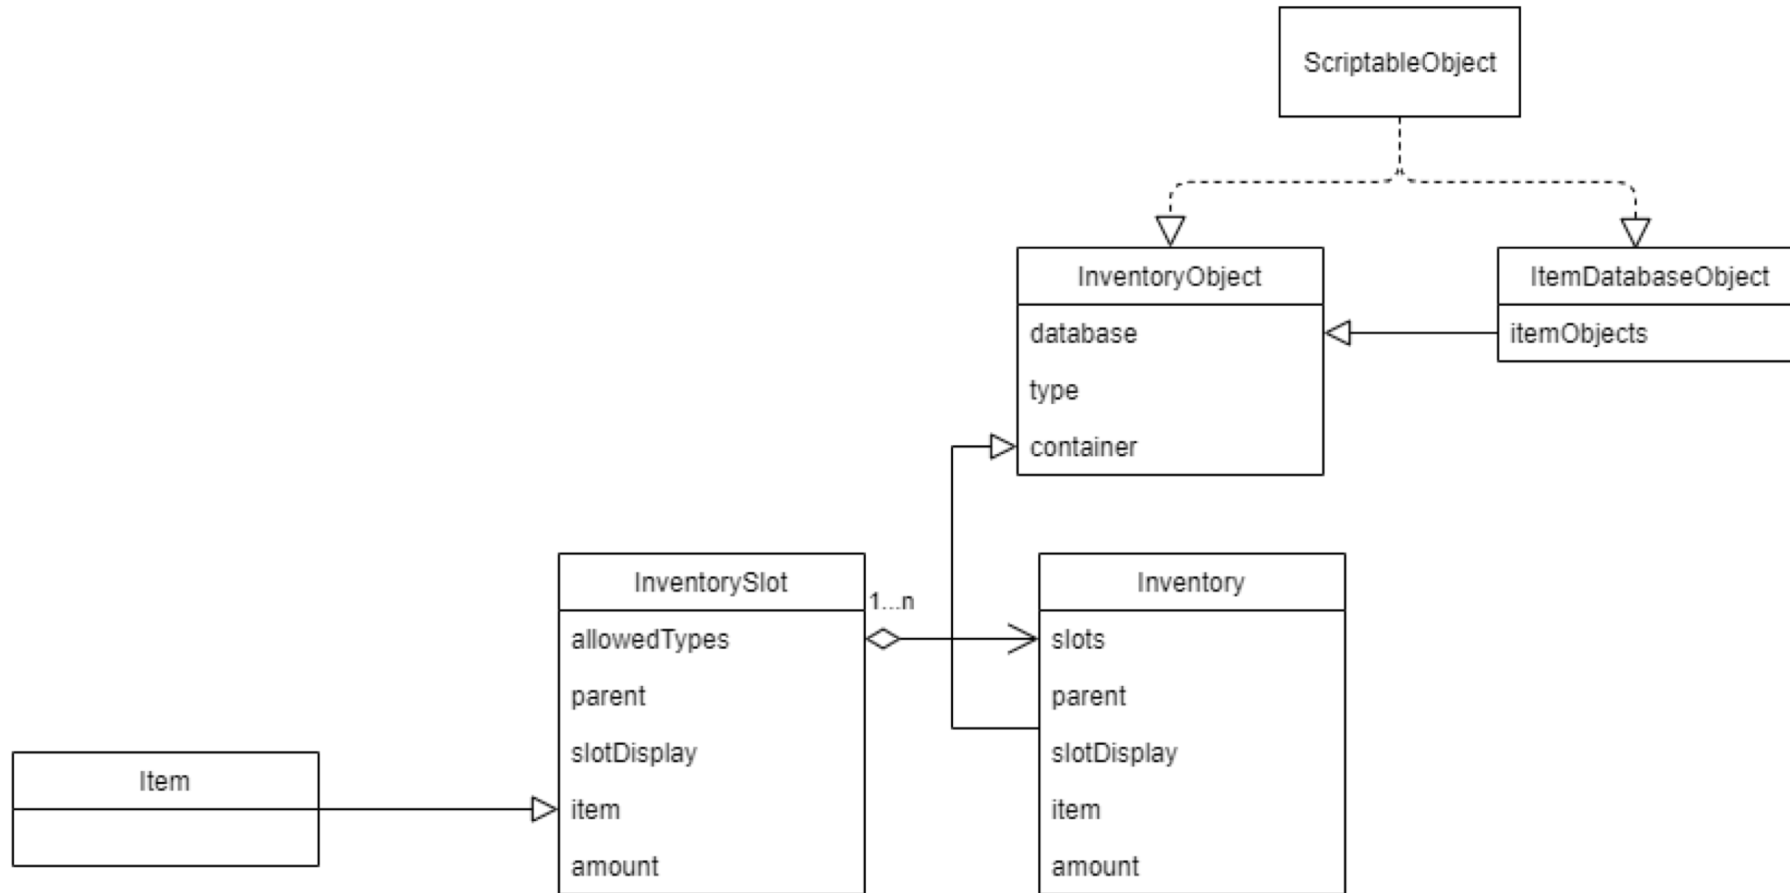 ScriptableObject
InventoryObject
database
type
container
ItemDatabaseObject
itemObjects
InventorySlot
allowedTypes
parent
slotDisplay
item
amount
1...n
Inventory
slots
parent
slotDisplay
item
amount
Item